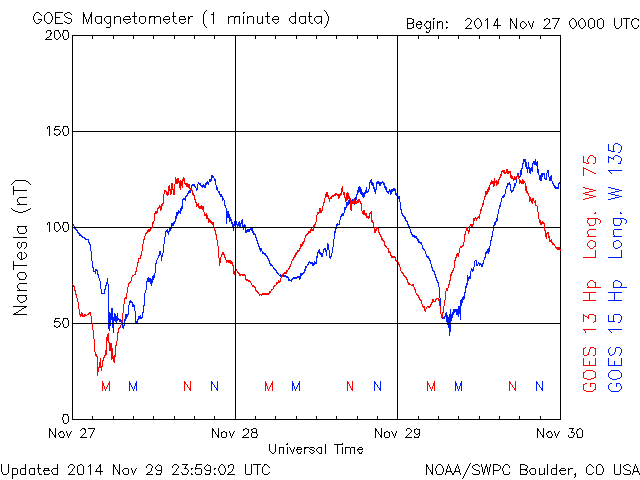 GOES Magnetometer (1 minute data)
Begin: 2014 Nov 27 0000 UTC
200
150
100
50
0
NanoTesla (nT)
M M N N M M N N M M N N
Nov 27 Nov 28 Nov 29 Nov 30
Universal Time
GOES 13 Hp Long. W 75
GOES 15 Hp Long. W 135
Updated 2014 Nov 29 23:59:02 UTC
NOAA/SWPC Boulder, CO USA